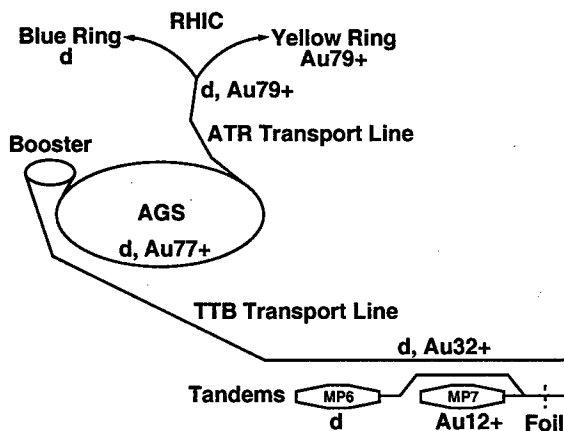 RHIC
Blue Ring
d
Yellow Ring
Au79+
d, Au79+
ATR Transport Line
Booster
AGS
d, Au77+
TTB Transport Line
d, Au32+
Tandems
MP6
MP7
d
Au12+
Foil